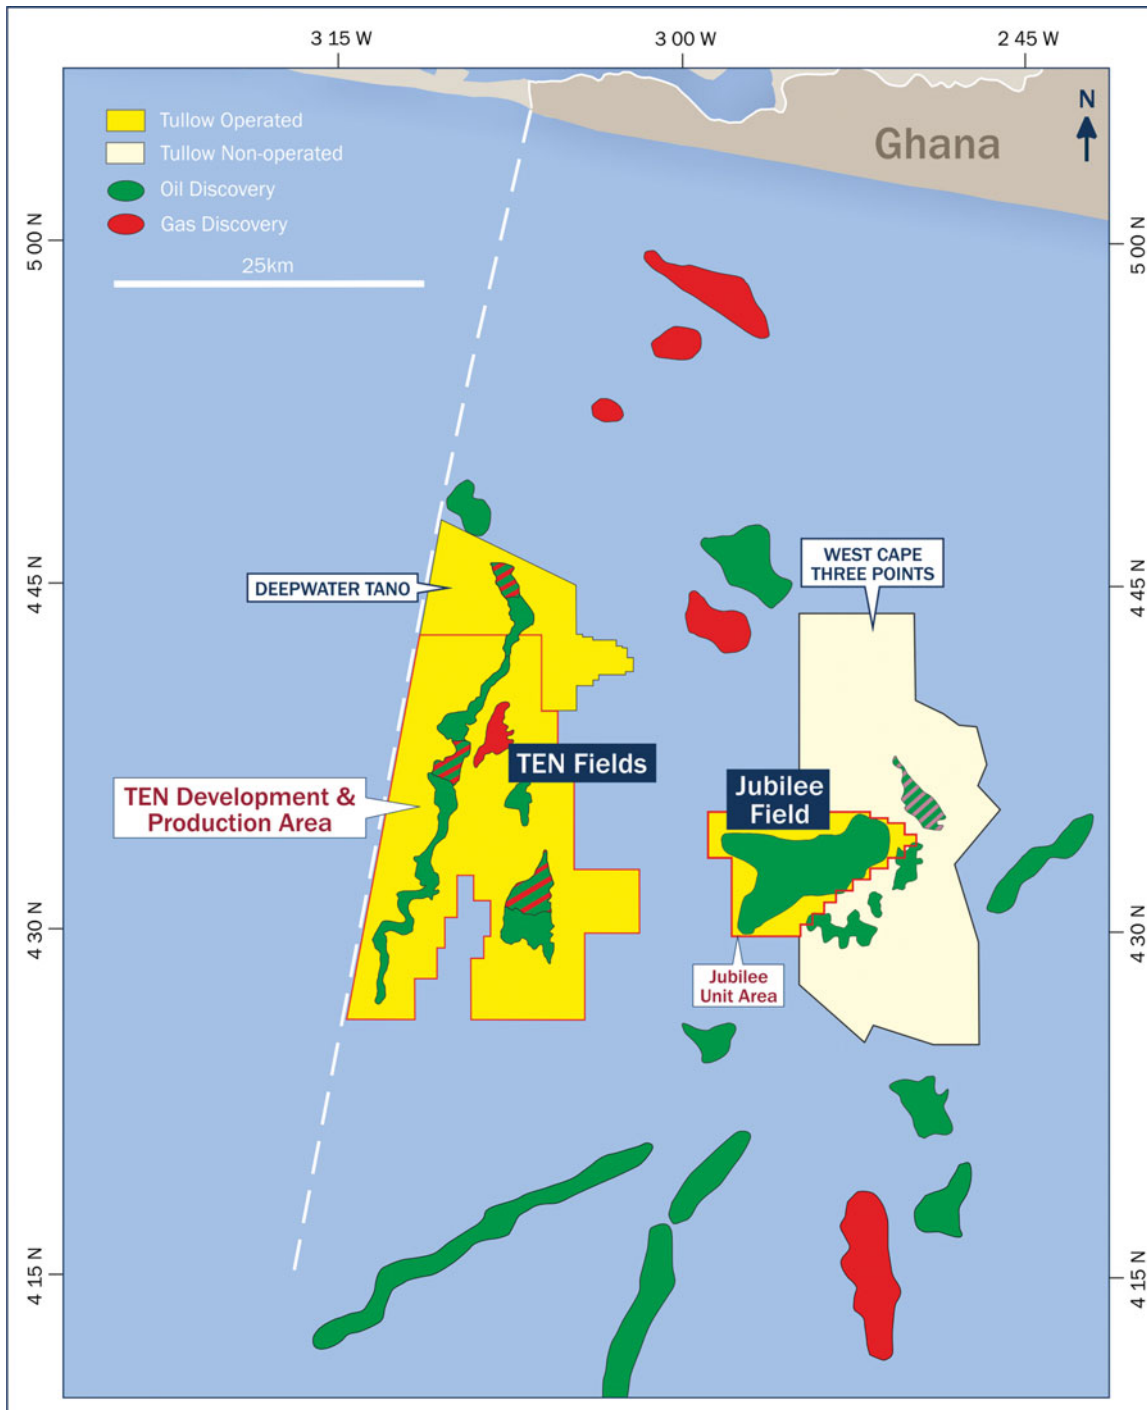 3 15 W
3 00 W
2 45 W
N
Ghana
Tullow Operated
Tullow Non-operated
Oil Discovery
Gas Discovery
25km
5 00 N
5 00 N
4 45 N
4 45 N
DEEPWATER TANO
WEST CAPE
THREE POINTS
TEN Fields
TEN Development &
Production Area
Jubilee
Field
4 30 N
4 30 N
Jubilee
Unit Area
4 15 N
4 15 N